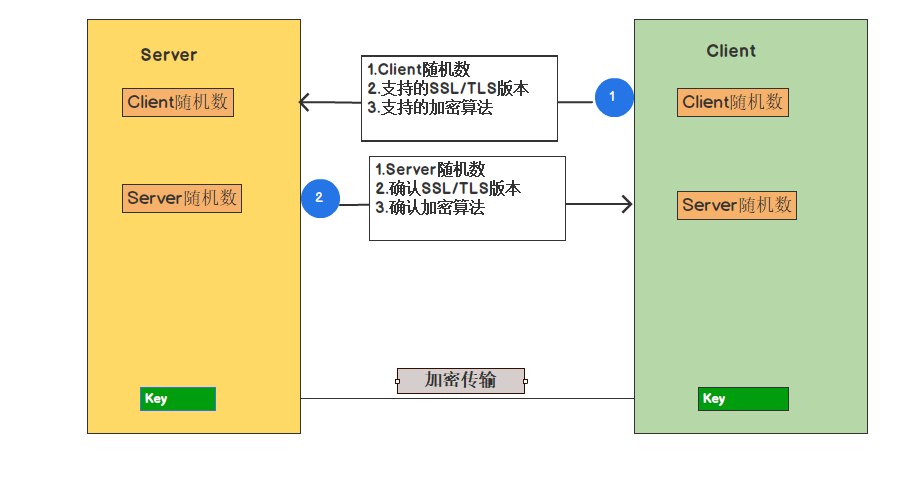 Server
Client
1.Client随机数
2.支持的SSL/TLS版本
3.支持的加密算法
1
Client随机数
Client随机数
1.Server随机数
2.确认SSL/TLS版本
3.确认加密算法
2
Server随机数
Server随机数
加密传输
Key
Key